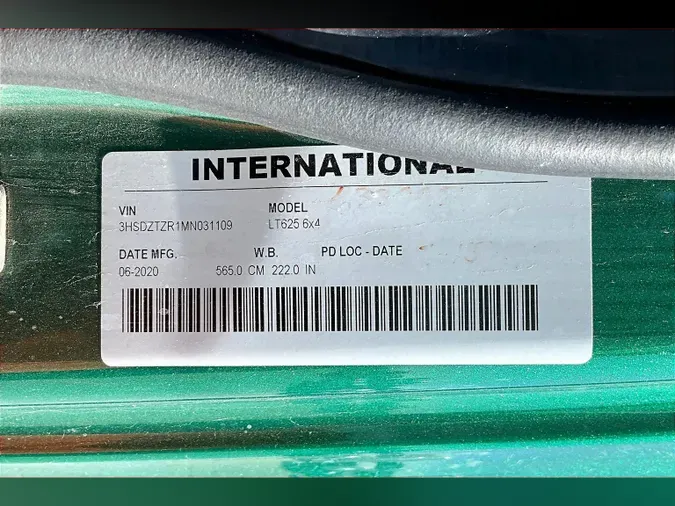 INTERNATIONAL
VIN MODEL
3HSDZTZR1MN031109 LT625 6x4
DATE MFG. W.B. PD LOC - DATE
06-2020 565.0 CM 222.0 IN